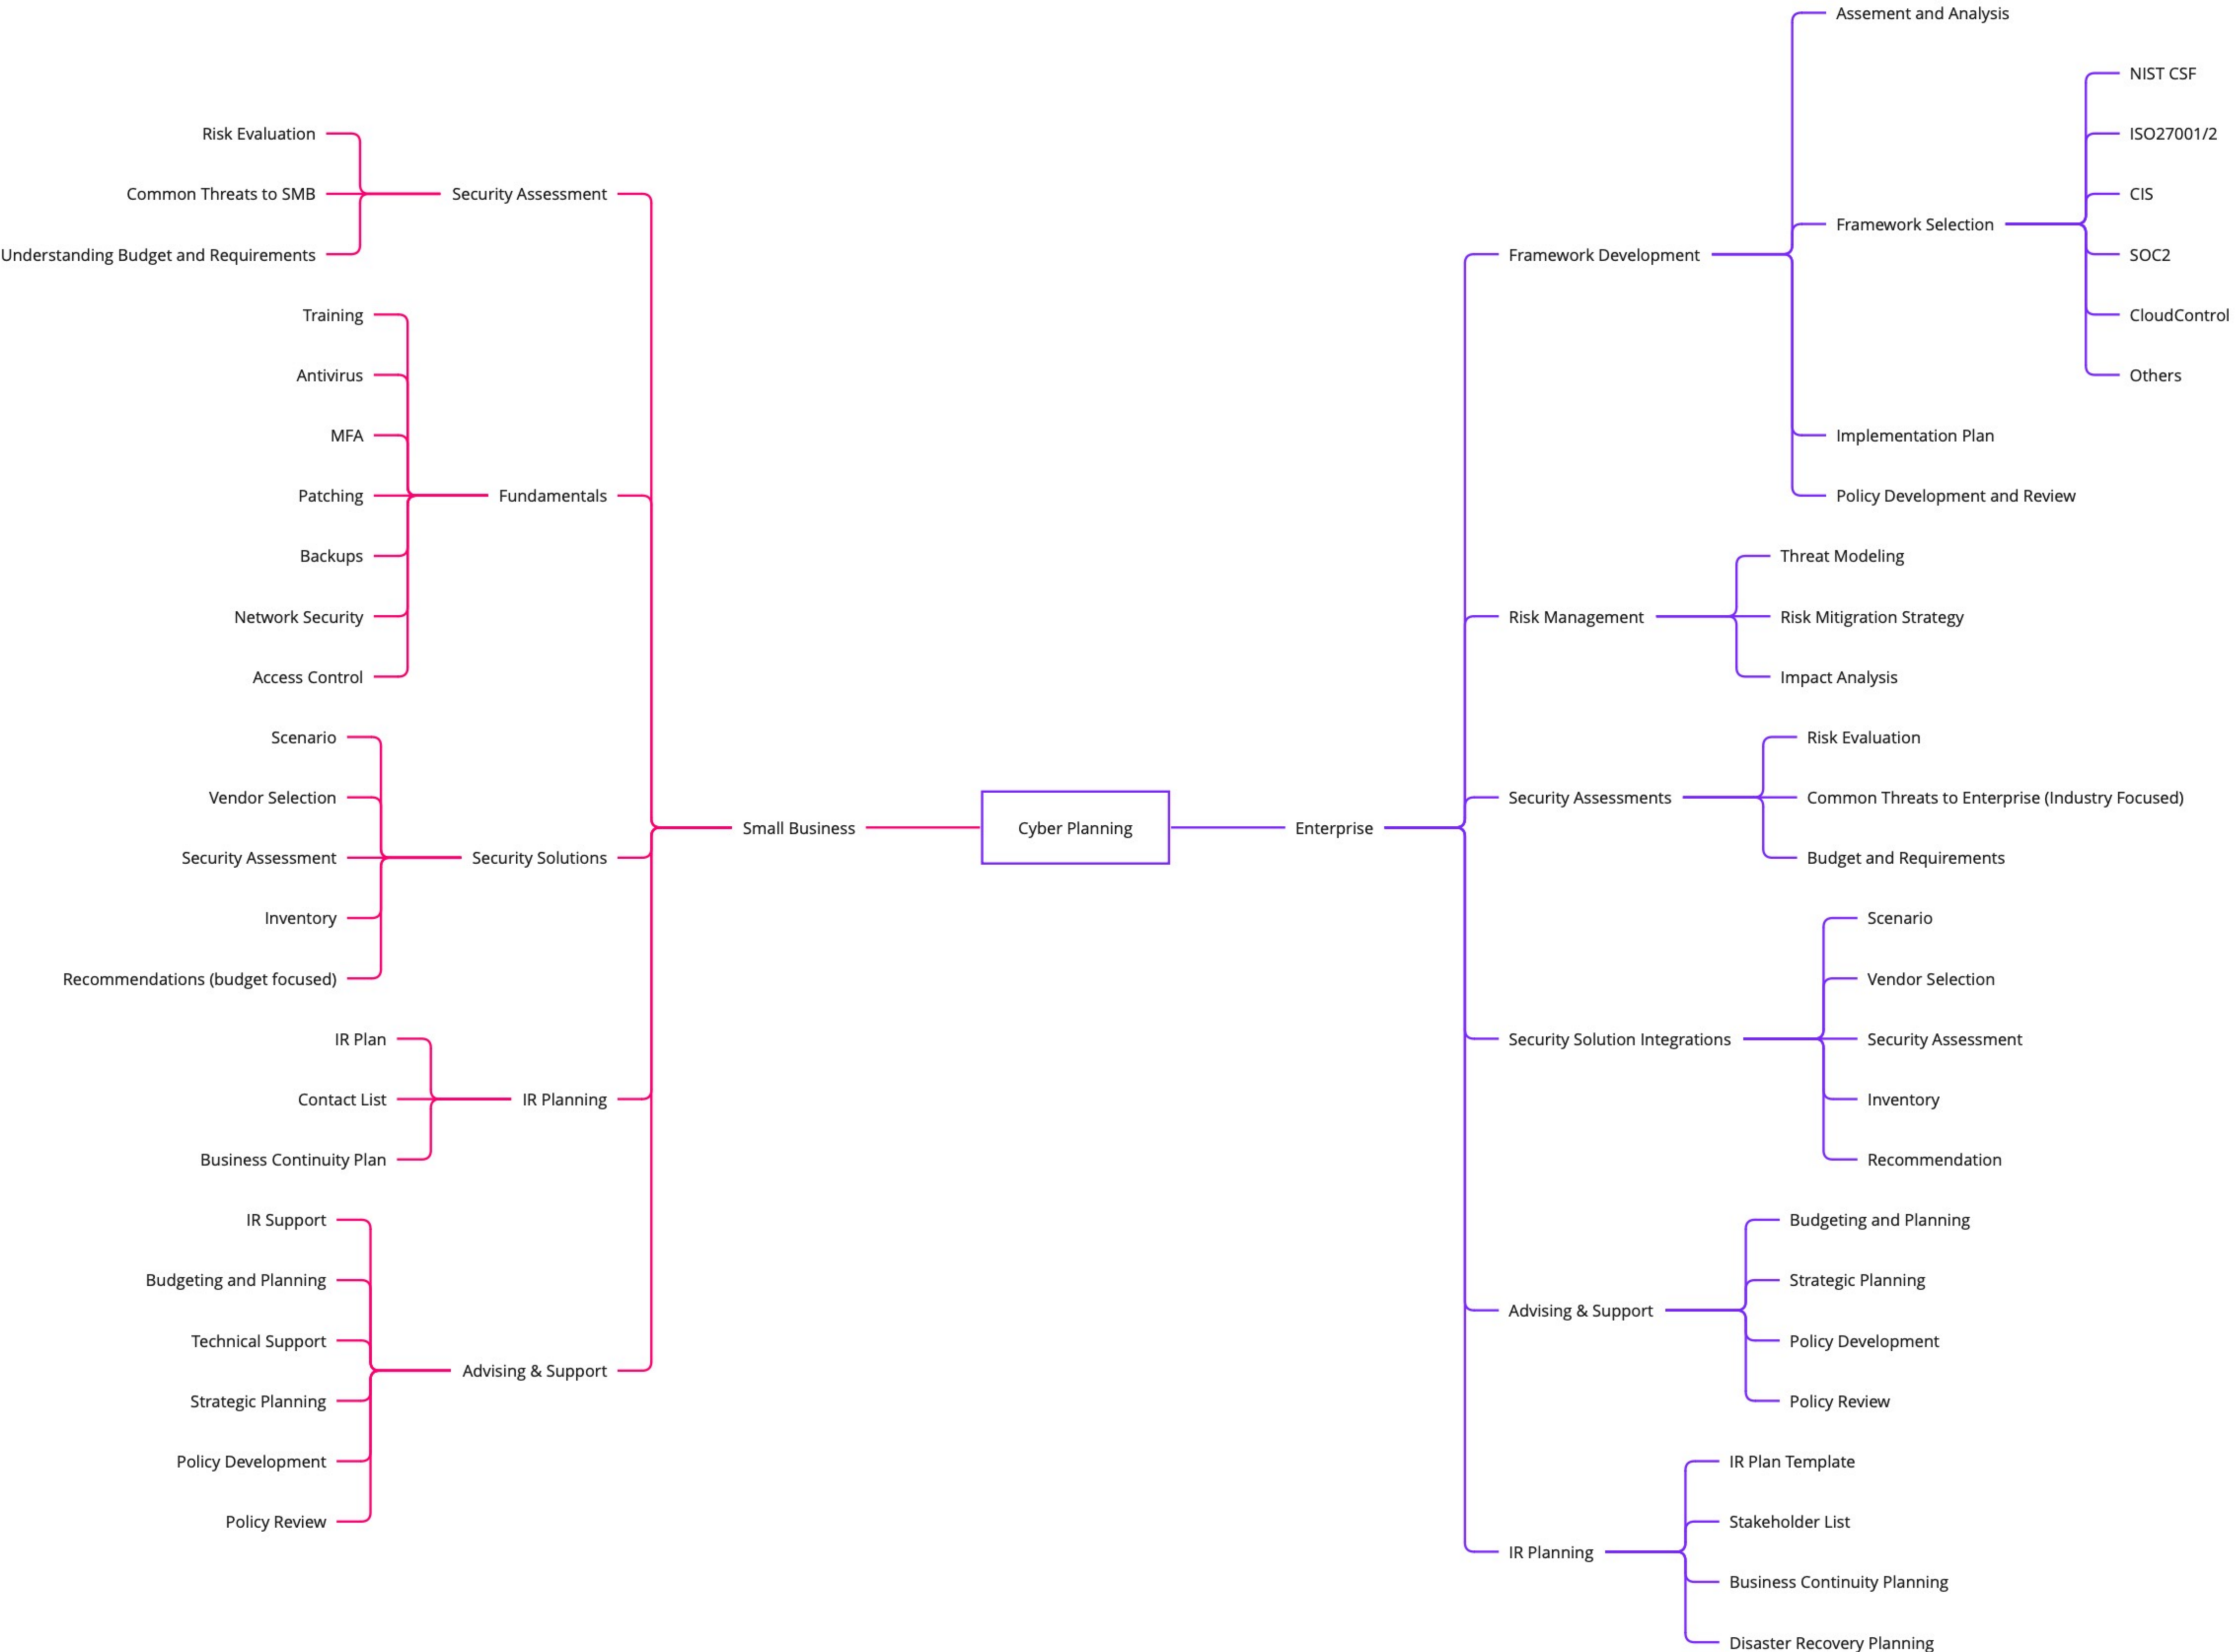 Cyber Planning
Small Business
Security Assessment
Risk Evaluation
Common Threats to SMB
Understanding Budget and Requirements
Fundamentals
Training
Antivirus
MFA
Patching
Backups
Network Security
Access Control
Security Solutions
Scenario
Vendor Selection
Security Assessment
Inventory
Recommendations (budget focused)
IR Planning
IR Plan
Contact List
Business Continuity Plan
Advising & Support
IR Support
Budgeting and Planning
Technical Support
Strategic Planning
Policy Development
Policy Review
Enterprise
Framework Development
Assement and Analysis
Framework Selection
NIST CSF
ISO27001/2
CIS
SOC2
CloudControl
Others
Implementation Plan
Policy Development and Review
Risk Management
Threat Modeling
Risk Mitigration Strategy
Impact Analysis
Security Assessments
Risk Evaluation
Common Threats to Enterprise (Industry Focused)
Budget and Requirements
Security Solution Integrations
Scenario
Vendor Selection
Security Assessment
Inventory
Recommendation
Advising & Support
Budgeting and Planning
Strategic Planning
Policy Development
Policy Review
IR Planning
IR Plan Template
Stakeholder List
Business Continuity Planning
Disaster Recovery Planning